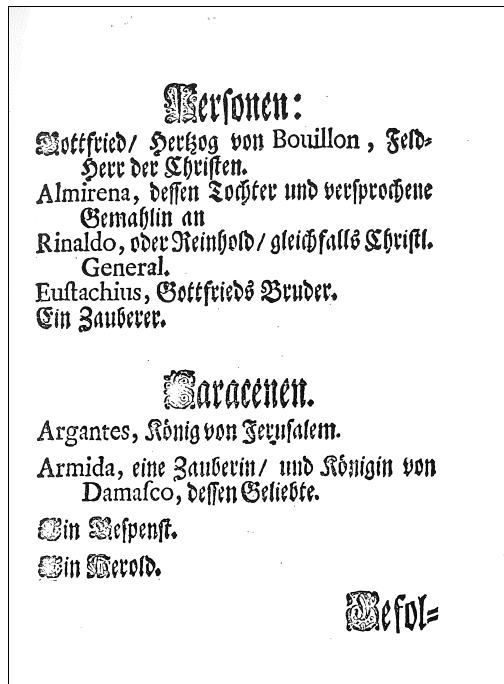 Personen:
Gottfried/ Hertzog von Bouillon, Feld-
Herr der Christen.
Almirena, dessen Tochter und versprochene
Gemahlin an
Rinaldo, oder Reinhold/ gleichfalls Christl.
General.
Eustachius, Gottfrieds Bruder.
Ein Zauberer.
Saracenen.
Argantes, König von Jerusalem.
Armida, eine Zauberin/ und Königin von
Damasco, dessen Geliebte.
Ein Gespenst.
Ein Herold.
Gefol-